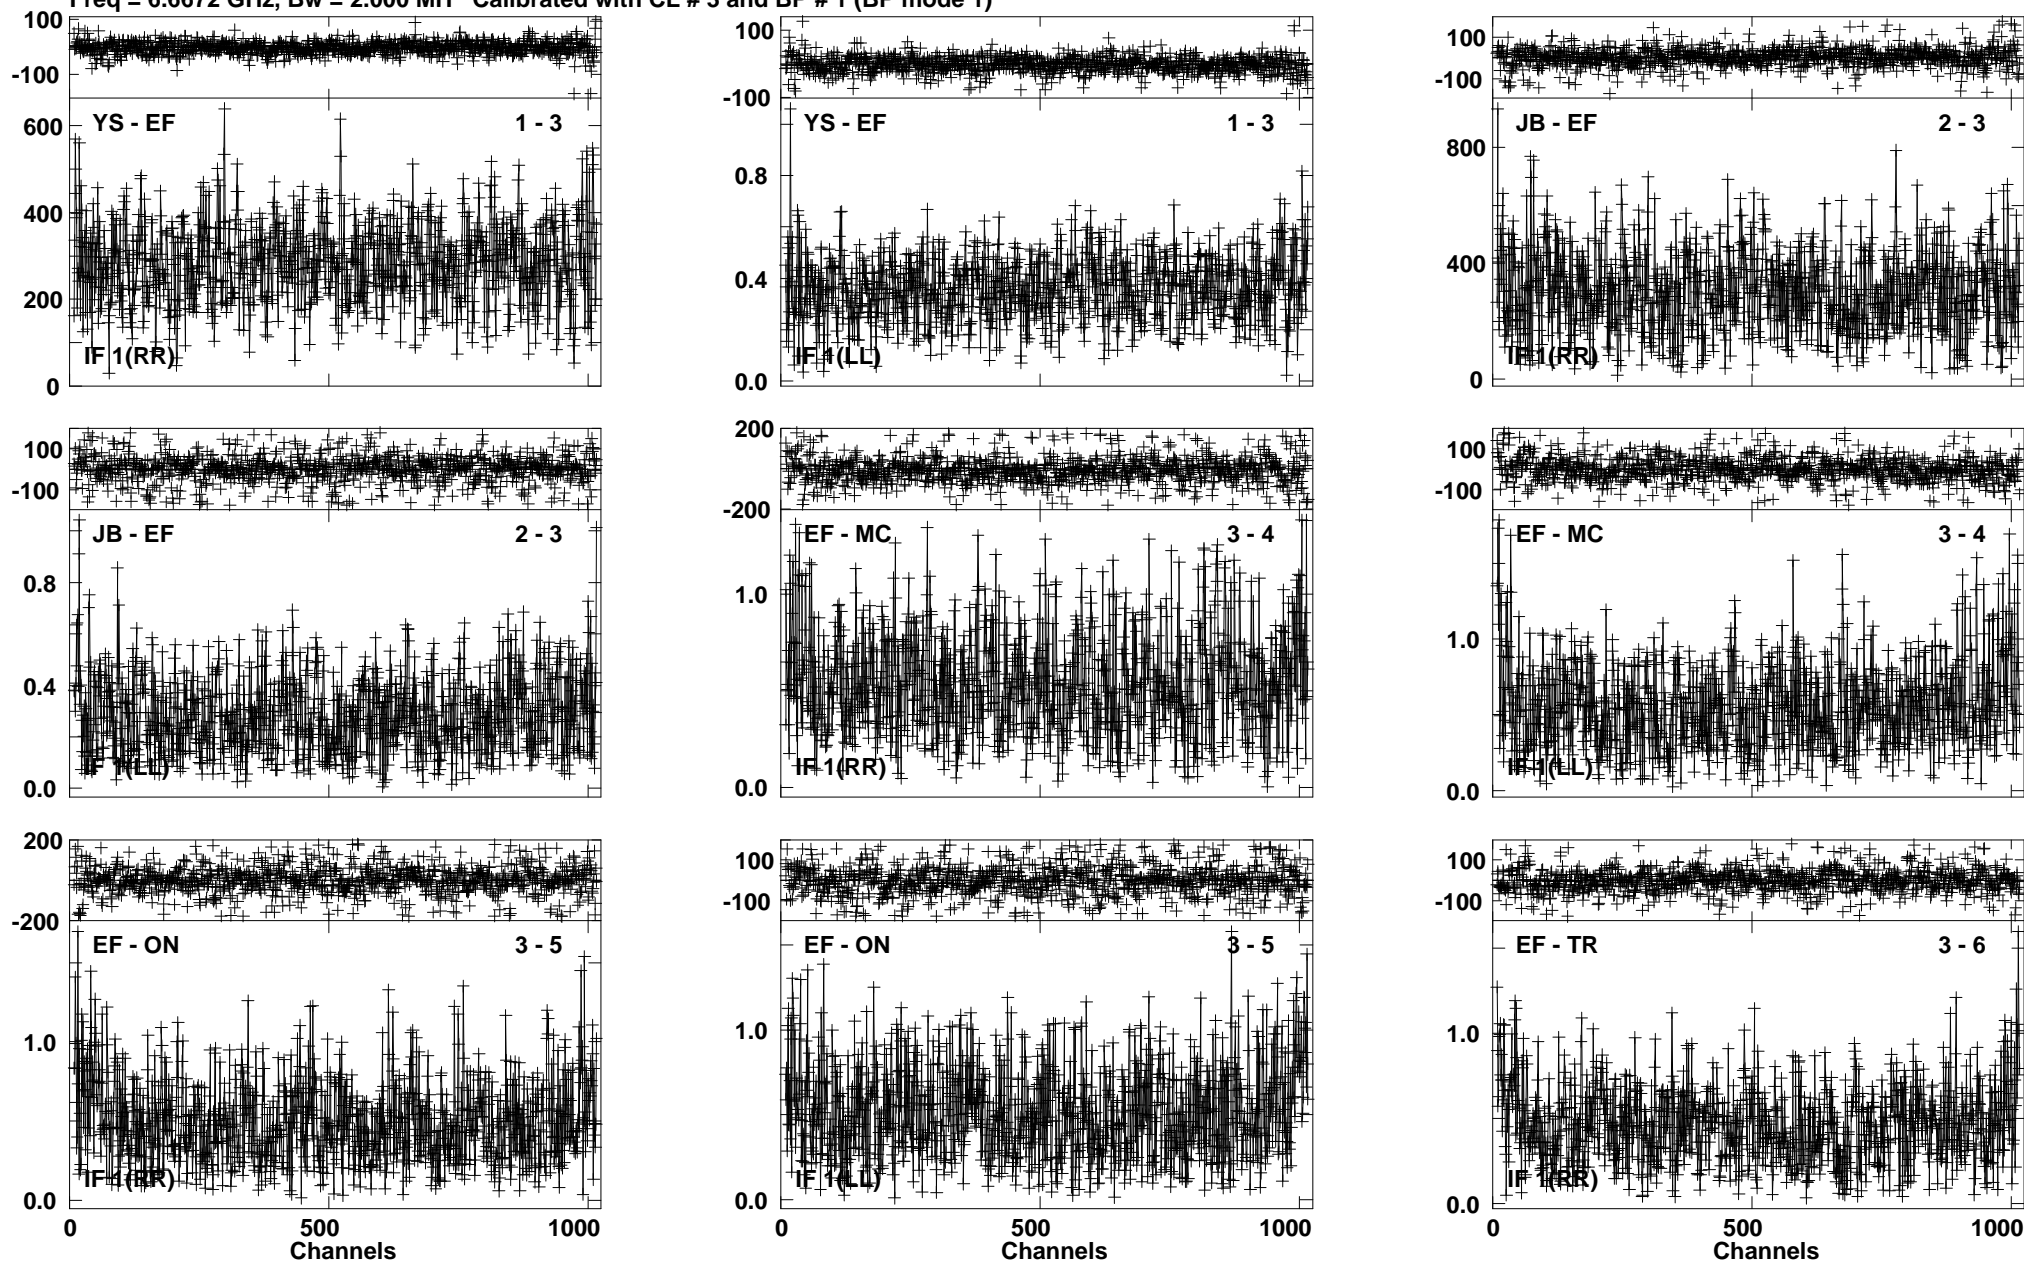 Freq = 6.6672 GHz, Bw = 2.000 MH Calibrated with CL # 3 and BP # 1 (BP mode 1)
100
-100
YS - EF 1 - 3
600
400
200
0
IF 1(RR)
100
-100
YS - EF 1 - 3
0.8
0.4
0.0
IF 1(LL)
100
-100
JB - EF 2 - 3
800
400
0
IF 1(RR)
100
-100
JB - EF 2 - 3
0.8
0.4
0.0
IF 1(LL)
200
-200
EF - MC 3 - 4
1.0
0.0
IF 1(RR)
100
-100
EF - MC 3 - 4
1.0
0.0
IF 1(LL)
200
-200
EF - ON 3 - 5
1.0
0.0
IF 1(RR)
0 500 1000
Channels
100
-100
EF - ON 3 - 5
1.0
0.0
IF 1(LL)
0 500 1000
Channels
100
-100
EF - TR 3 - 6
1.0
0.0
IF 1(RR)
0 500 1000
Channels